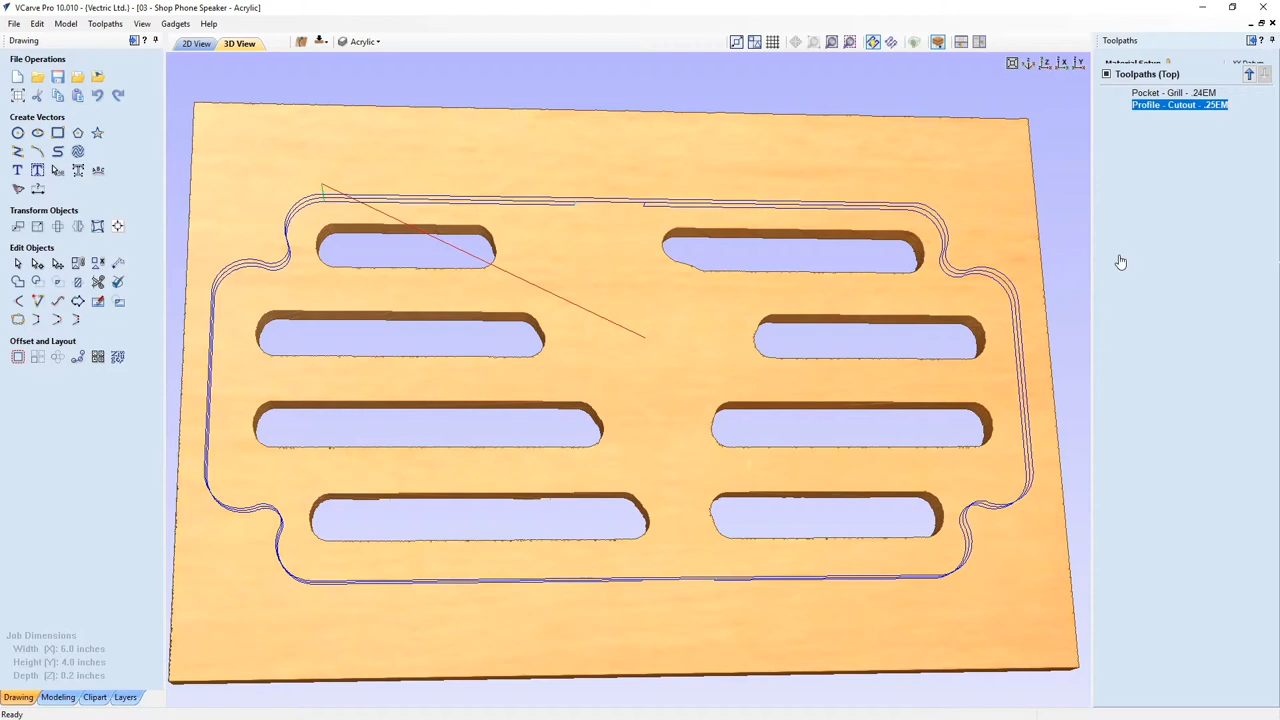 VCarve Pro 10.010 - {Vectric Ltd.} - [03 - Shop Phone Speaker - Acrylic]
File Edit Model Toolpaths View Gadgets Help
Drawing
2D View 3D View
Acrylic
Toolpaths
File Operations
Toolpaths (Top)
Pocket - Grill - .24EM
Profile - Cutout - .25EM
Create Vectors
Transform Objects
Edit Objects
Offset and Layout
Job Dimensions
Width (X): 6.0 inches
Height (Y): 4.0 inches
Depth (Z): 0.2 inches
Drawing Modeling Clipart Layers
Ready